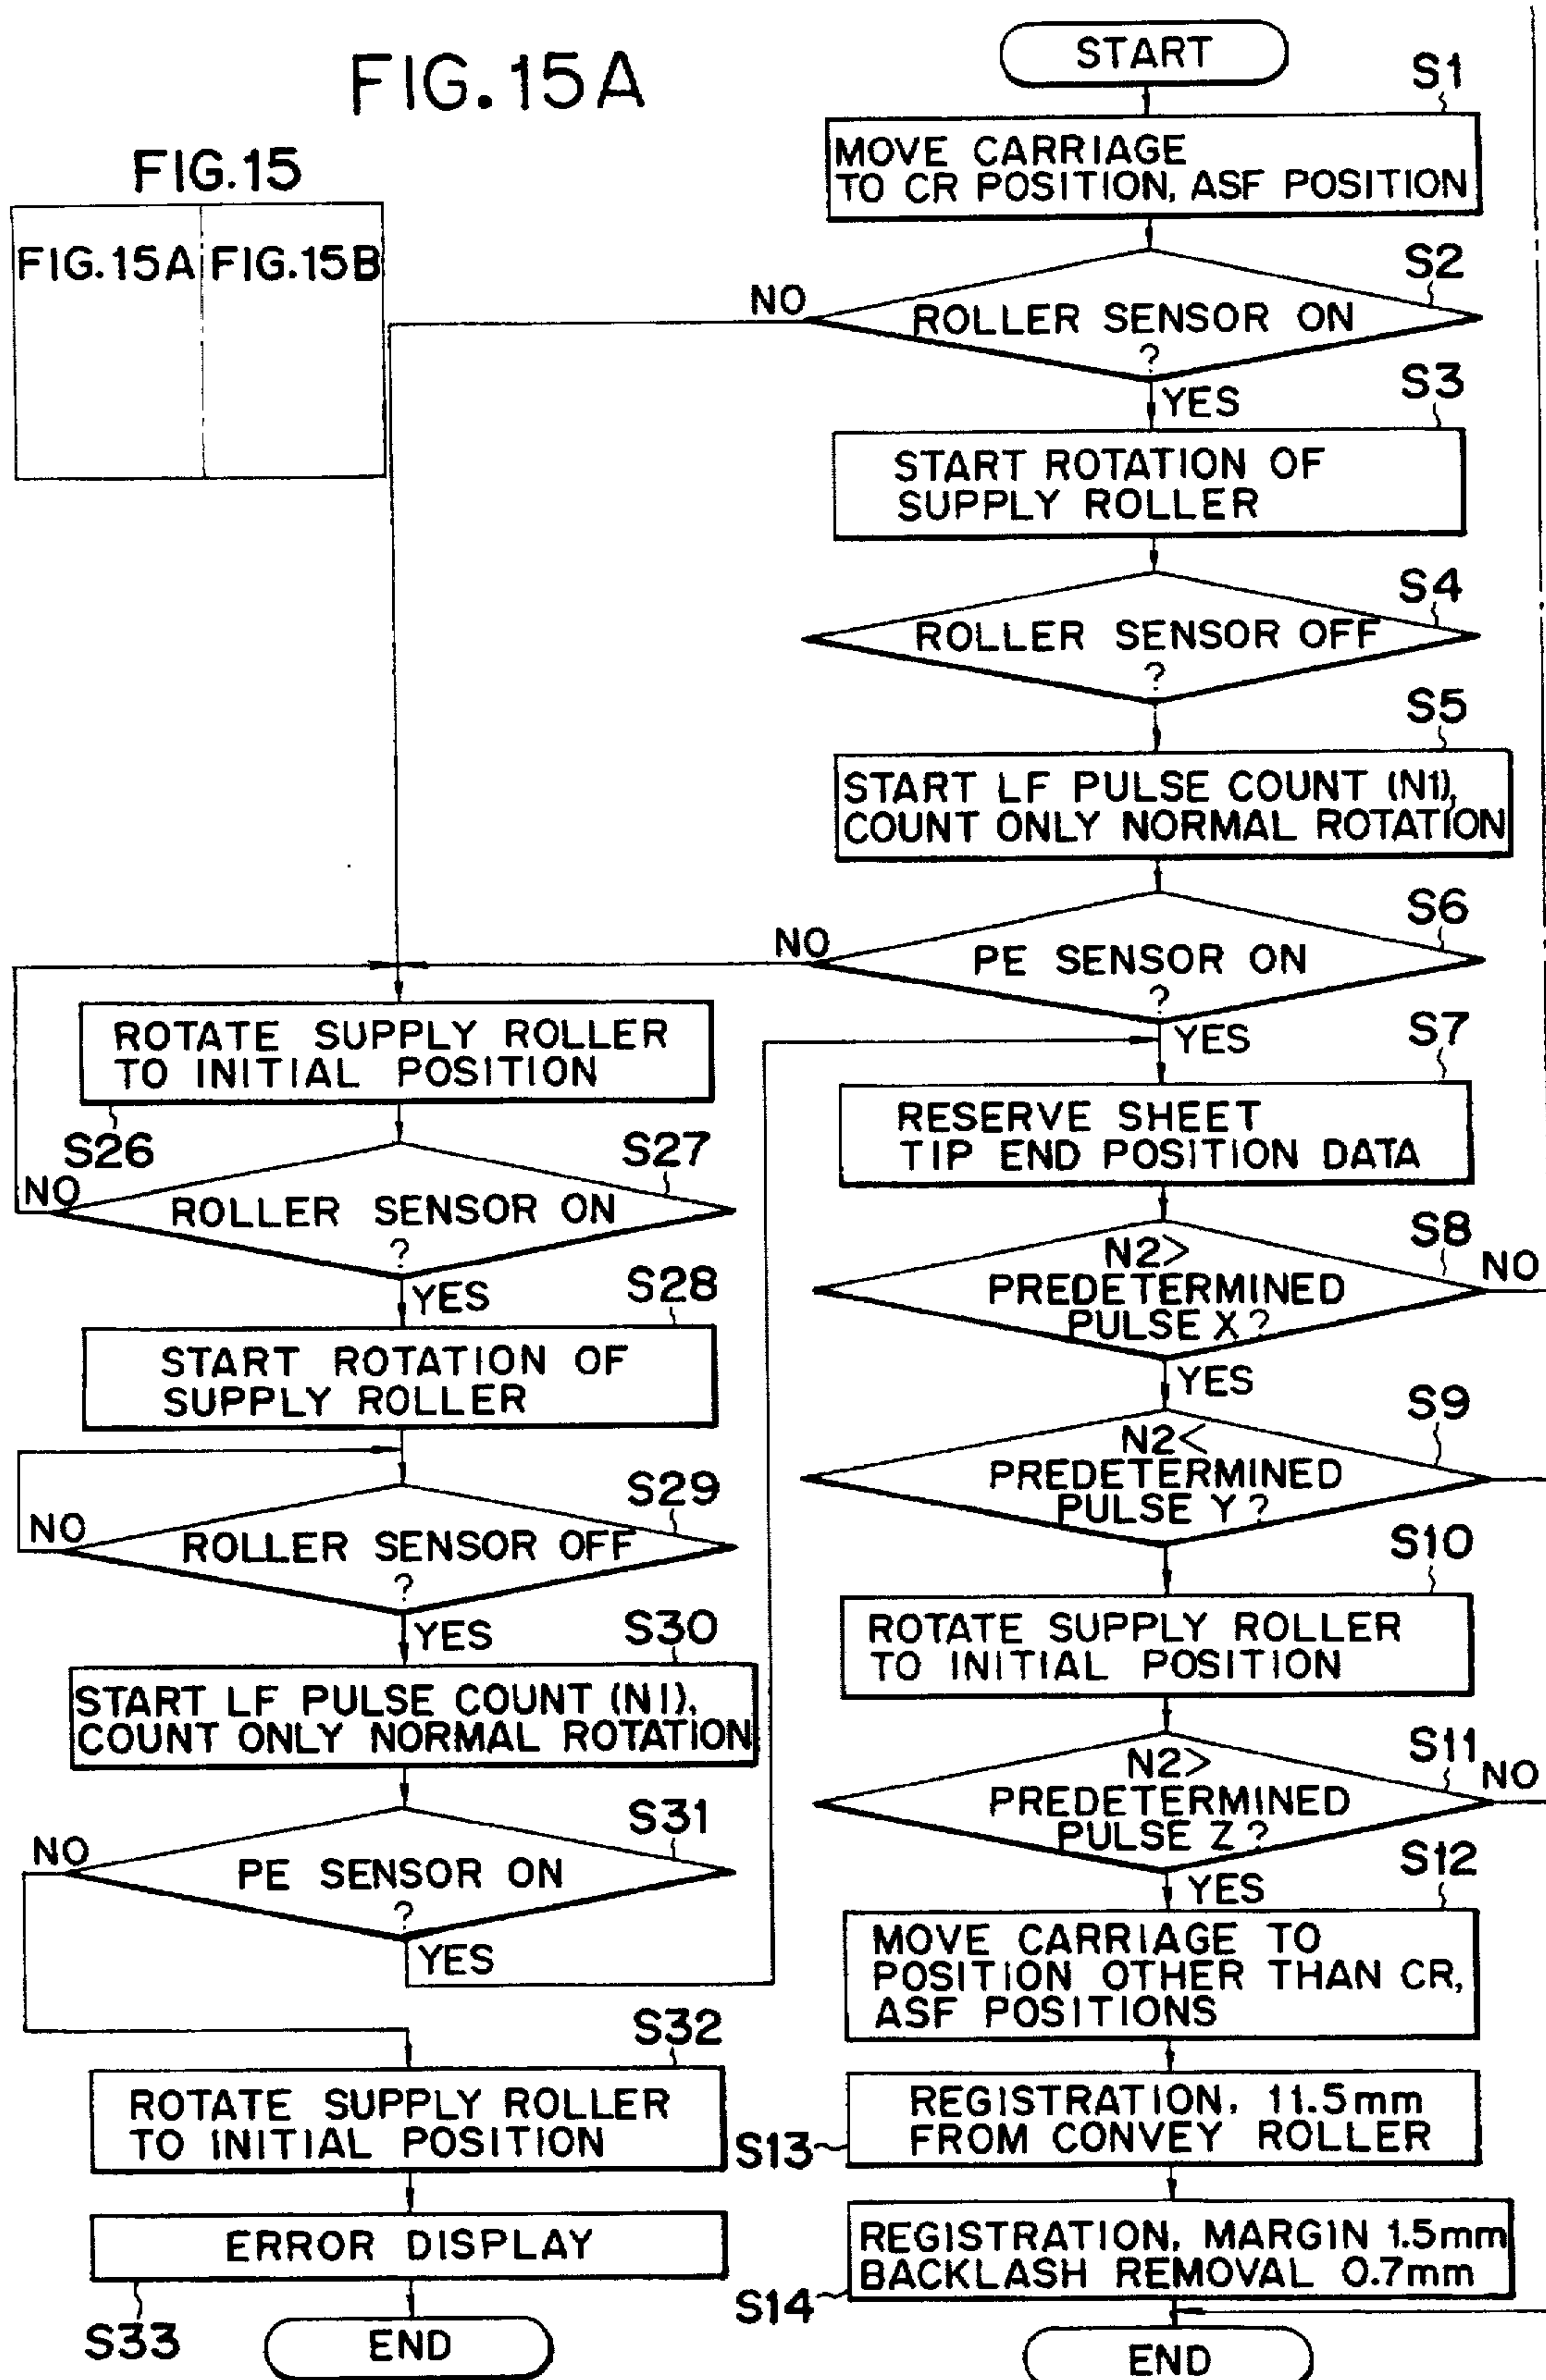 FIG.15A
FIG.15
FIG.15A FIG.15B
START
S1
MOVE CARRIAGE
TO CR POSITION, ASF POSITION
S2
NO
ROLLER SENSOR ON
?
YES
S3
START ROTATION OF
SUPPLY ROLLER
S4
ROLLER SENSOR OFF
?
S5
START LF PULSE COUNT (N1),
COUNT ONLY NORMAL ROTATION
S6
NO
PE SENSOR ON
?
YES
S7
RESERVE SHEET
TIP END POSITION DATA
S8
N2>
PREDETERMINED
PULSE X?
NO
YES
S9
N2<
PREDETERMINED
PULSE Y?
S10
ROTATE SUPPLY ROLLER
TO INITIAL POSITION
S11
N2>
PREDETERMINED
PULSE Z?
NO
YES
S12
MOVE CARRIAGE TO
POSITION OTHER THAN CR,
ASF POSITIONS
S13
REGISTRATION, 11.5mm
FROM CONVEY ROLLER
S14
REGISTRATION, MARGIN 1.5mm
BACKLASH REMOVAL 0.7mm
END
ROTATE SUPPLY ROLLER
TO INITIAL POSITION
S26
S27
NO
ROLLER SENSOR ON
?
YES
S28
START ROTATION OF
SUPPLY ROLLER
S29
NO
ROLLER SENSOR OFF
?
YES
S30
START LF PULSE COUNT (N1),
COUNT ONLY NORMAL ROTATION
S31
NO
PE SENSOR ON
?
YES
S32
ROTATE SUPPLY ROLLER
TO INITIAL POSITION
ERROR DISPLAY
S33
END